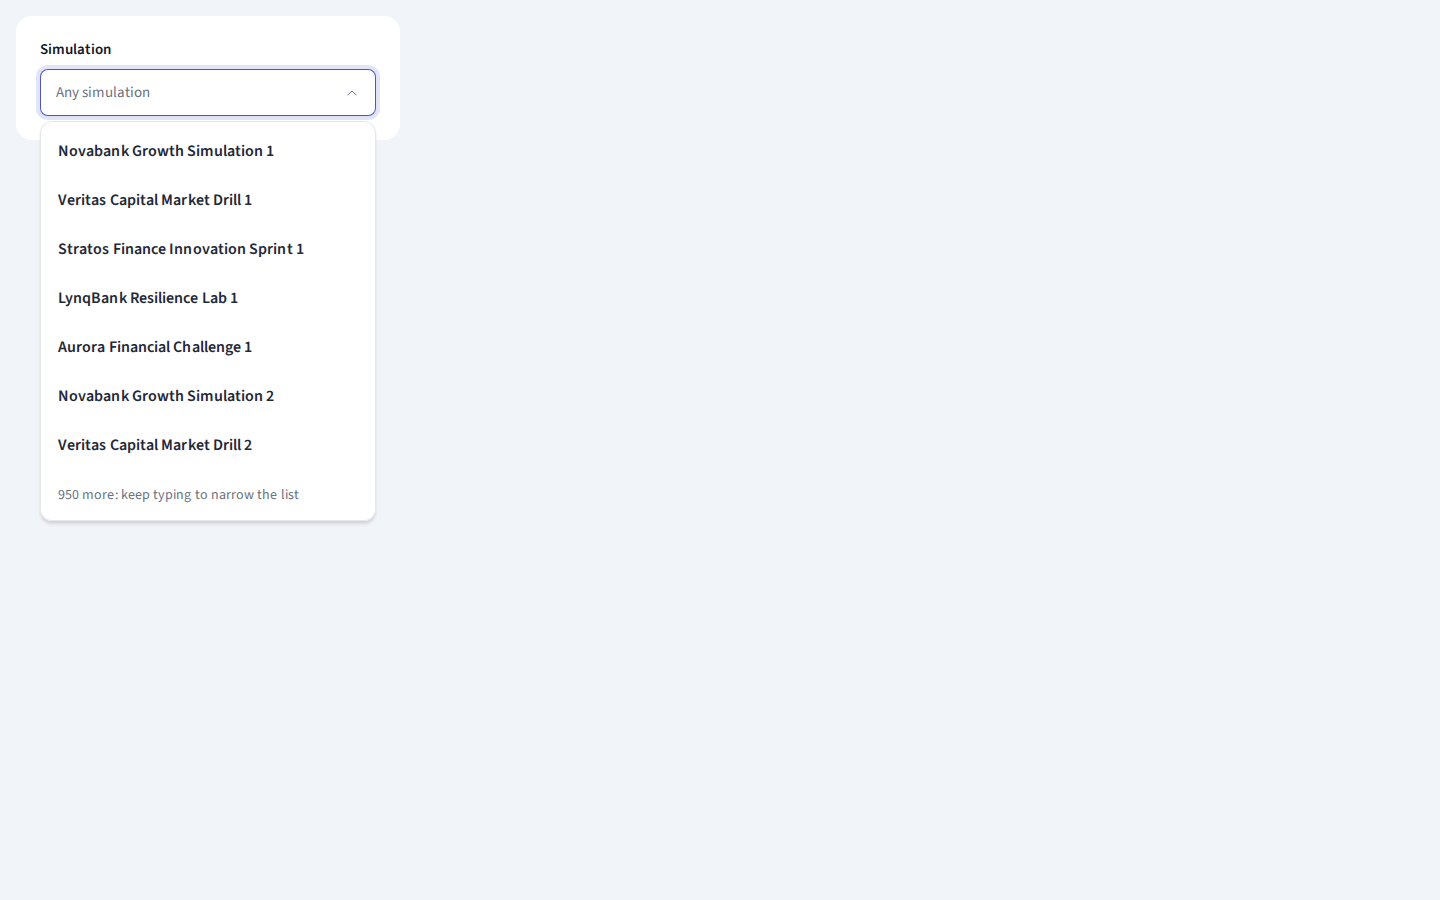 Simulation
Any simulation
Novabank Growth Simulation 1
Veritas Capital Market Drill 1
Stratos Finance Innovation Sprint 1
LynqBank Resilience Lab 1
Aurora Financial Challenge 1
Novabank Growth Simulation 2
Veritas Capital Market Drill 2
950 more: keep typing to narrow the list